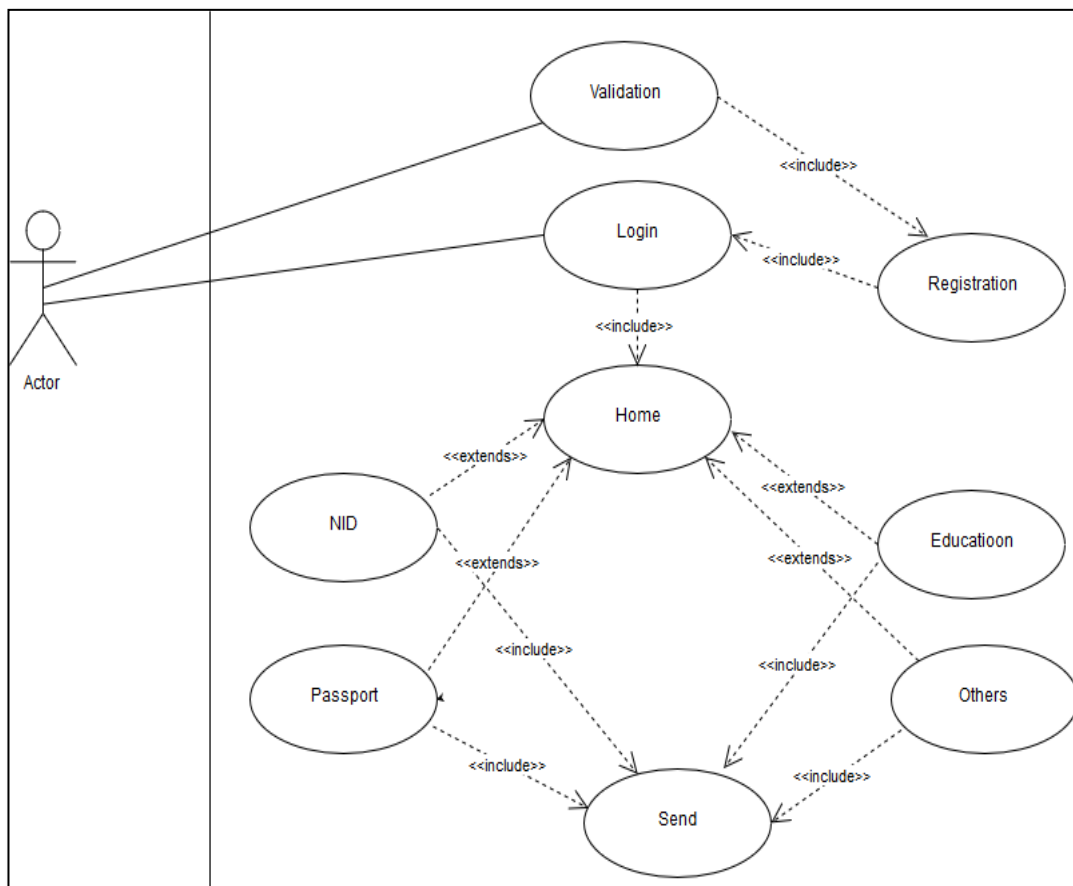 Validation
<<include>>
Login
<<include>>
Registration
<<include>>
Actor
Home
<<extends>>
<<extends>>
NID
Educatioon
<<extends>>
<<extends>>
<<include>>
<<include>>
Passport
Others
<<include>>
<<include>>
Send